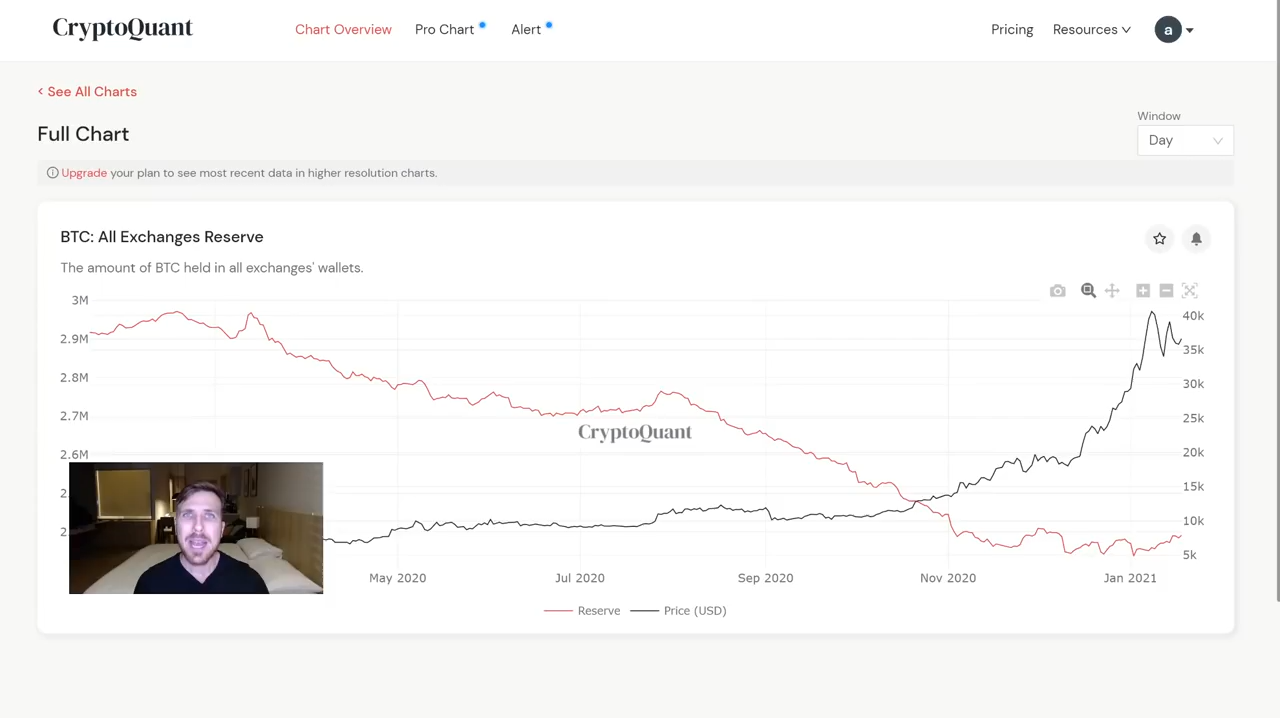 CryptoQuant
Chart Overview
Pro Chart
Alert
Pricing
Resources
a
< See All Charts
Full Chart
Window
Day
Upgrade your plan to see most recent data in higher resolution charts.
BTC: All Exchanges Reserve
The amount of BTC held in all exchanges' wallets.
3M
2.9M
2.8M
2.7M
2.6M
2.
2
40k
35k
30k
25k
20k
15k
10k
5k
CryptoQuant
May 2020
Jul 2020
Sep 2020
Nov 2020
Jan 2021
Reserve
Price (USD)